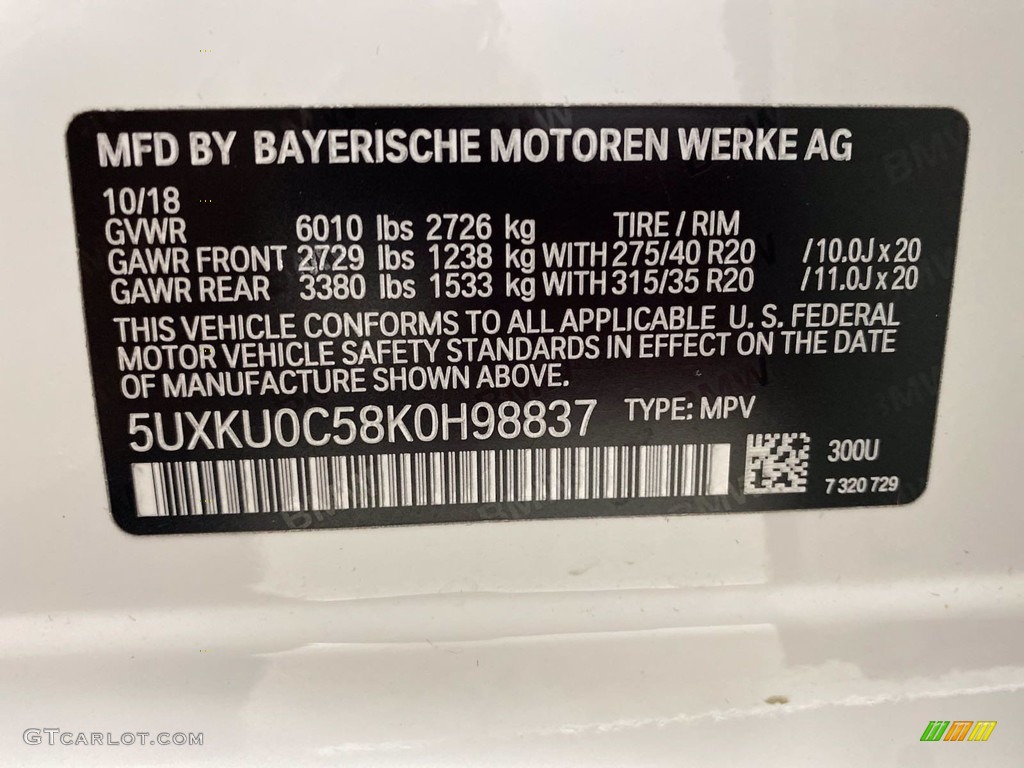 MFD BY BAYERISCHE MOTOREN WERKE AG
10/18
GVWR 6010 lbs 2726 kg TIRE / RIM
GAWR FRONT 2729 lbs 1238 kg WITH 275/40 R20 /10.0J x 20
GAWR REAR 3380 lbs 1533 kg WITH 315/35 R20 /11.0J x 20
THIS VEHICLE CONFORMS TO ALL APPLICABLE U. S. FEDERAL
MOTOR VEHICLE SAFETY STANDARDS IN EFFECT ON THE DATE
OF MANUFACTURE SHOWN ABOVE.
5UXKU0C58K0H98837 TYPE: MPV
300U
7 320 729
GTcarlot.com